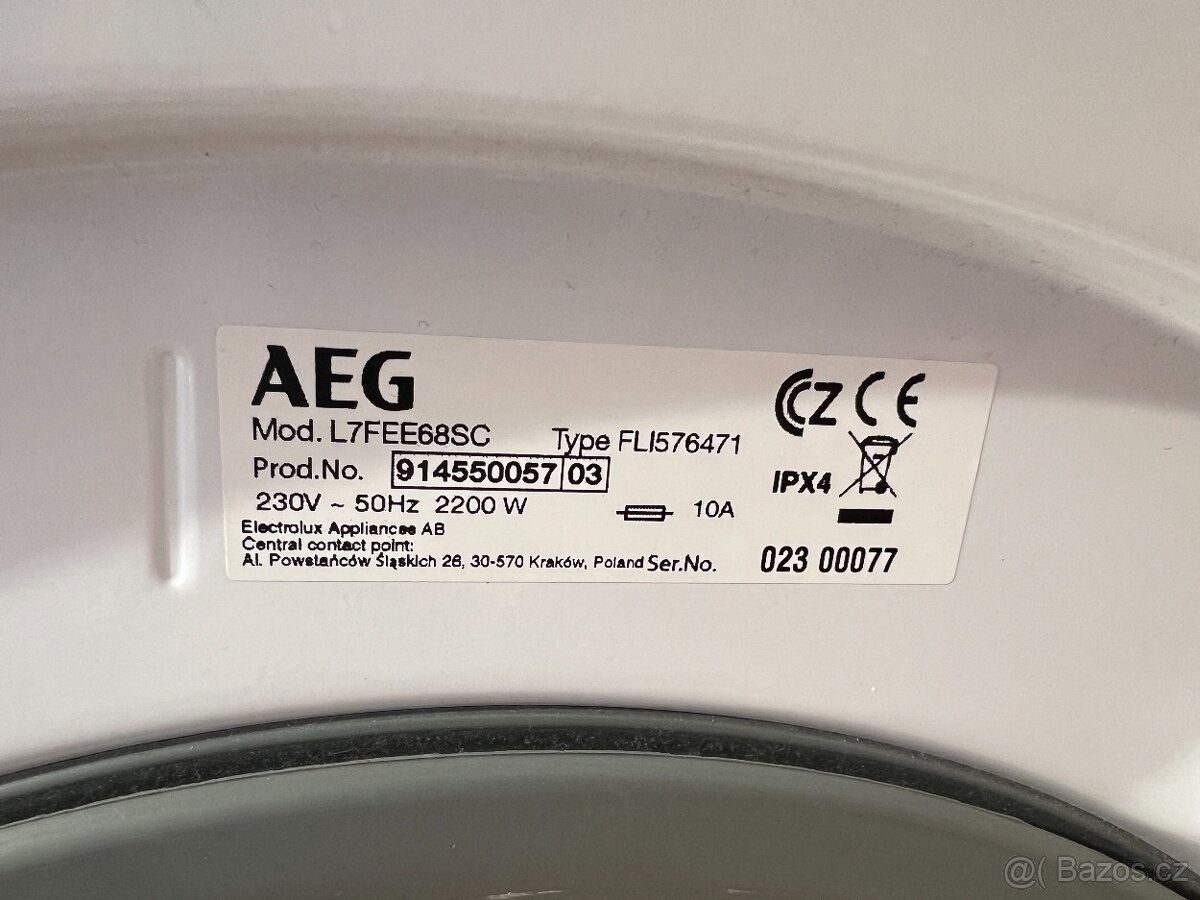 AEG
Mod. L7FEE68SC Type FLI576471
Prod.No. 914550057 03
230V ~ 50Hz 2200 W 10A
Electrolux Appliances AB
Central contact point:
Al. Powstańców Śląskich 26, 30-570 Kraków, Poland Ser.No. 023 00077
CZ CE
IPX4
@( Bazos.cz